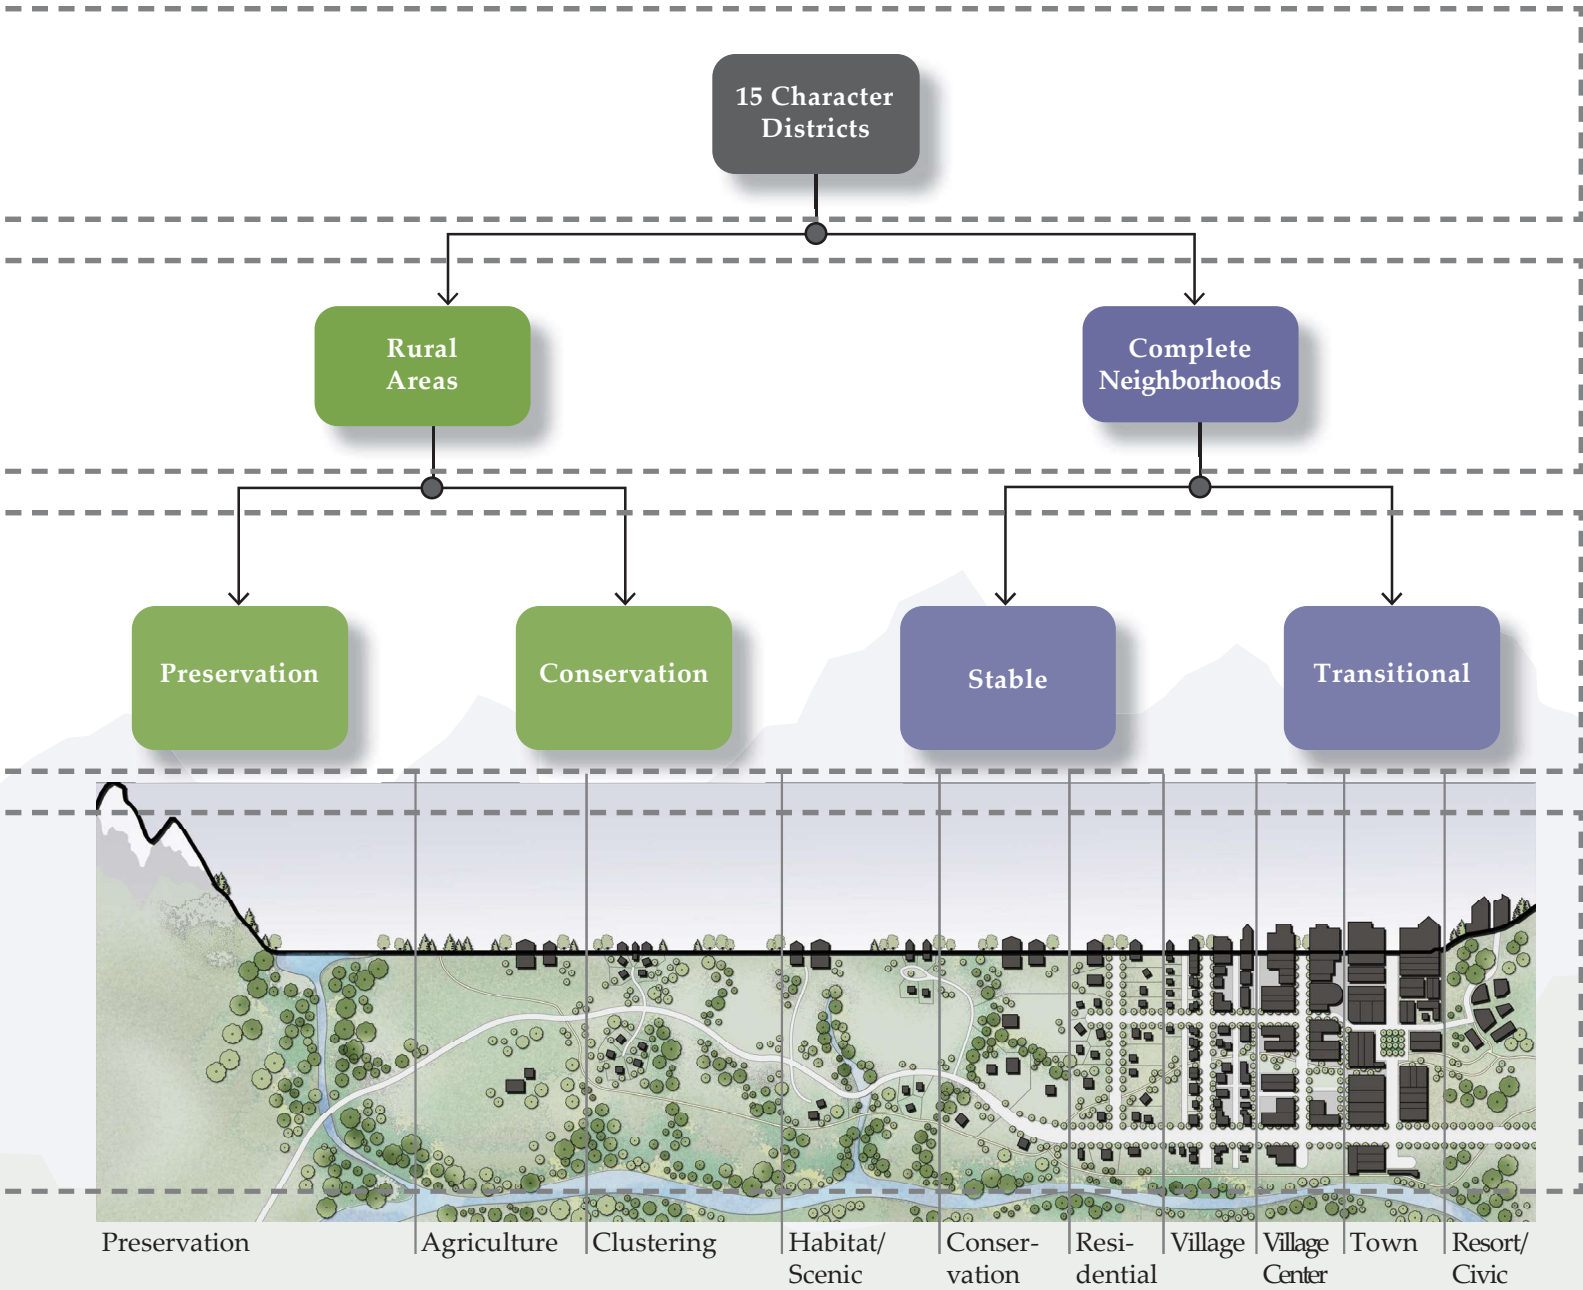 15 Character
Districts
Rural
Areas
Complete
Neighborhoods
Preservation
Conservation
Stable
Transitional
Preservation
Agriculture
Clustering
Habitat/
Scenic
Conser-
vation
Resi-
dential
Village
Village
Center
Town
Resort/
Civic